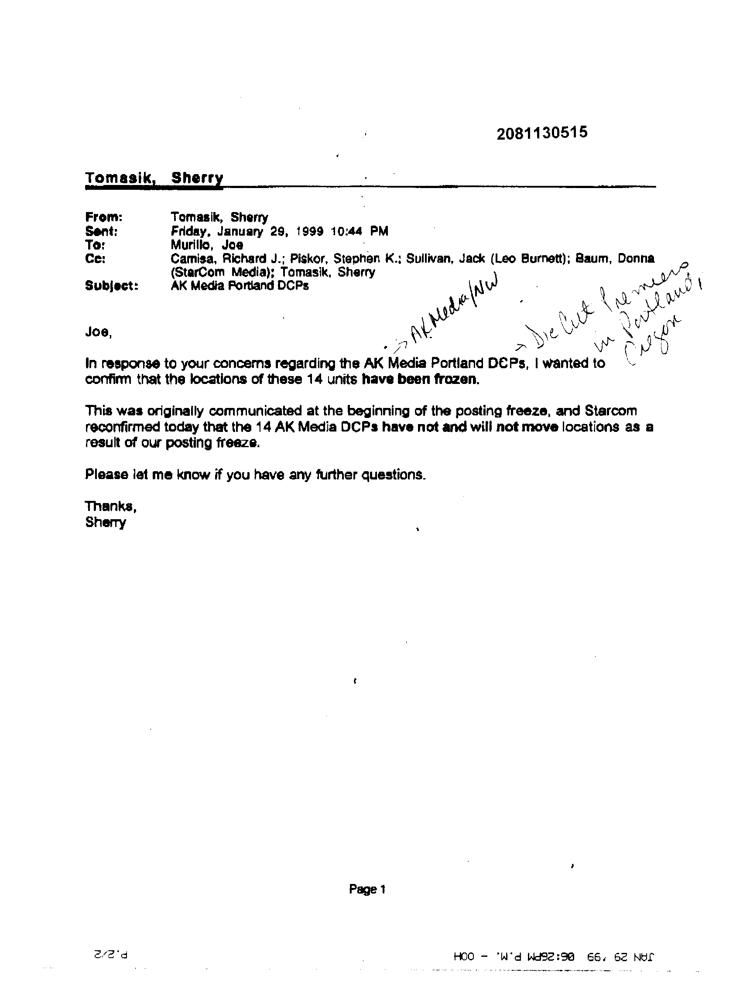 2081130515
Tomasik, Sherry
From: Tomasik, Sherry
Sent: Friday, January 29, 1999 10:44 PM
To: Murillo, Joe
Cc: Camisa, Richard J.; Piskor, Stephen K.; Sullivan, Jack (Leo Burnett); Baum, Donna
(StarCom Media); Tomasik, Sherry
Subject: AK Media Portland DCPs
-> AK Media/NW
-> Die Cut Premiers
in Portland,
Oregon
Joe,
In response to your concerns regarding the AK Media Portland DCPs, I wanted to
confirm that the locations of these 14 units have been frozen.
This was originally communicated at the beginning of the posting freeze, and Starcom
reconfirmed today that the 14 AK Media DCPs have not and will not move locations as a
result of our posting freeze.
Please let me know if you have any further questions.
Thanks,
Sherry
Page 1
JAN 29 '99 06:26PM P.M. - OOH
P.2/2